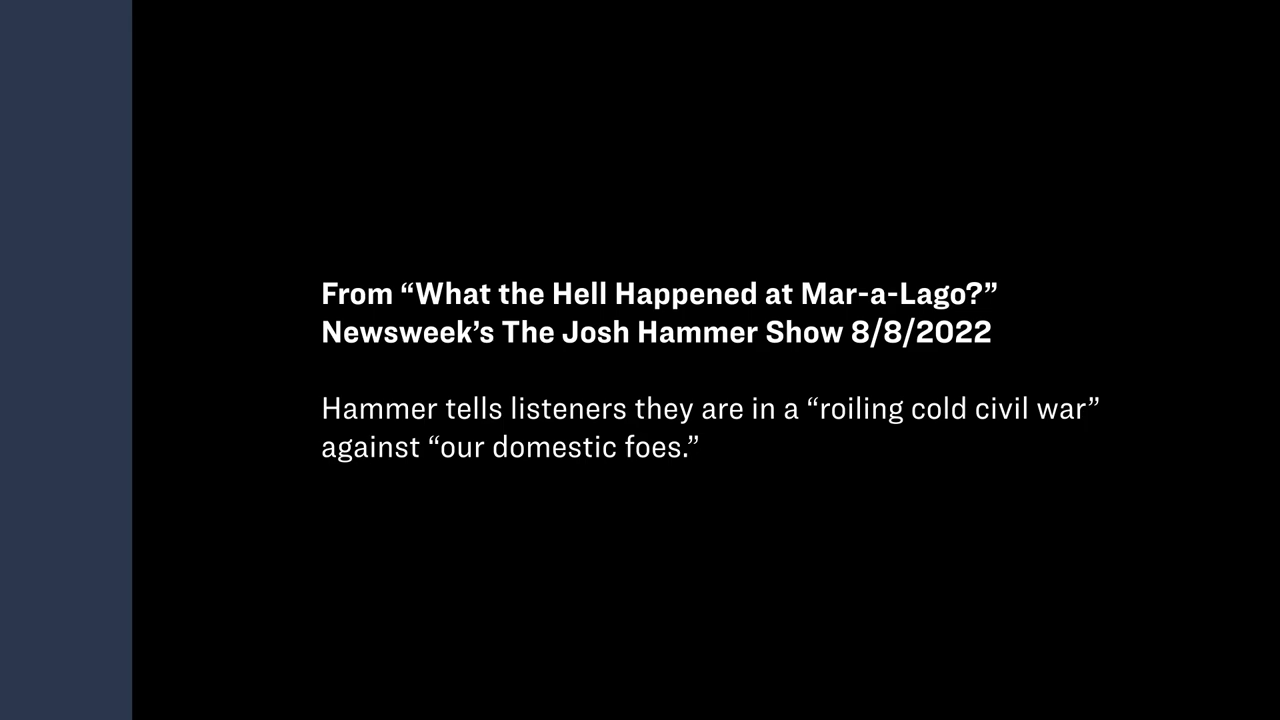 From “What the Hell Happened at Mar-a-Lago?”
Newsweek’s The Josh Hammer Show 8/8/2022
Hammer tells listeners they are in a “roiling cold civil war”
against “our domestic foes.”